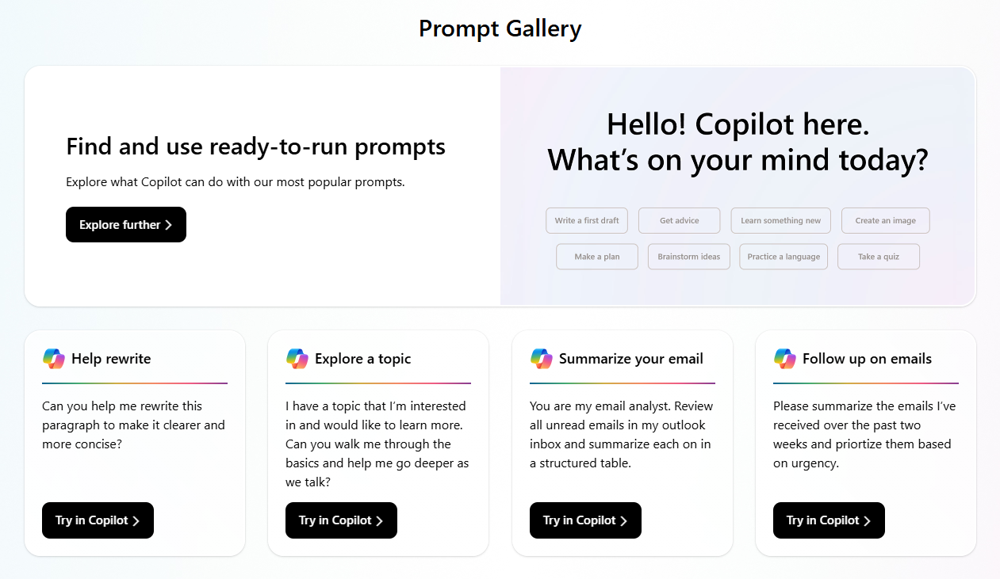 Prompt Gallery
Find and use ready-to-run prompts
Explore what Copilot can do with our most popular prompts.
Explore further
Hello! Copilot here.
What’s on your mind today?
Write a first draft
Get advice
Learn something new
Create an image
Make a plan
Brainstorm ideas
Practice a language
Take a quiz
Help rewrite
Can you help me rewrite this
paragraph to make it clearer and
more concise?
Try in Copilot
Explore a topic
I have a topic that I’m interested
in and would like to learn more.
Can you walk me through the
basics and help me go deeper as
we talk?
Try in Copilot
Summarize your email
You are my email analyst. Review
all unread emails in my outlook
inbox and summarize each on in
a structured table.
Try in Copilot
Follow up on emails
Please summarize the emails I’ve
received over the past two
weeks and priortize them based
on urgency.
Try in Copilot